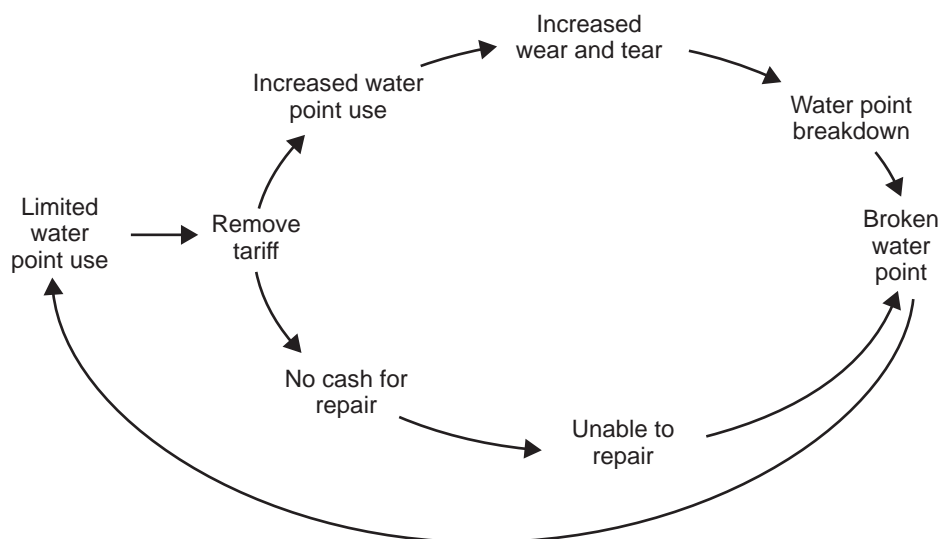 Increased
wear and tear
Increased water
point use
Water point
breakdown
Limited
water
point use
Remove
tariff
Broken
water
point
No cash for
repair
Unable to
repair